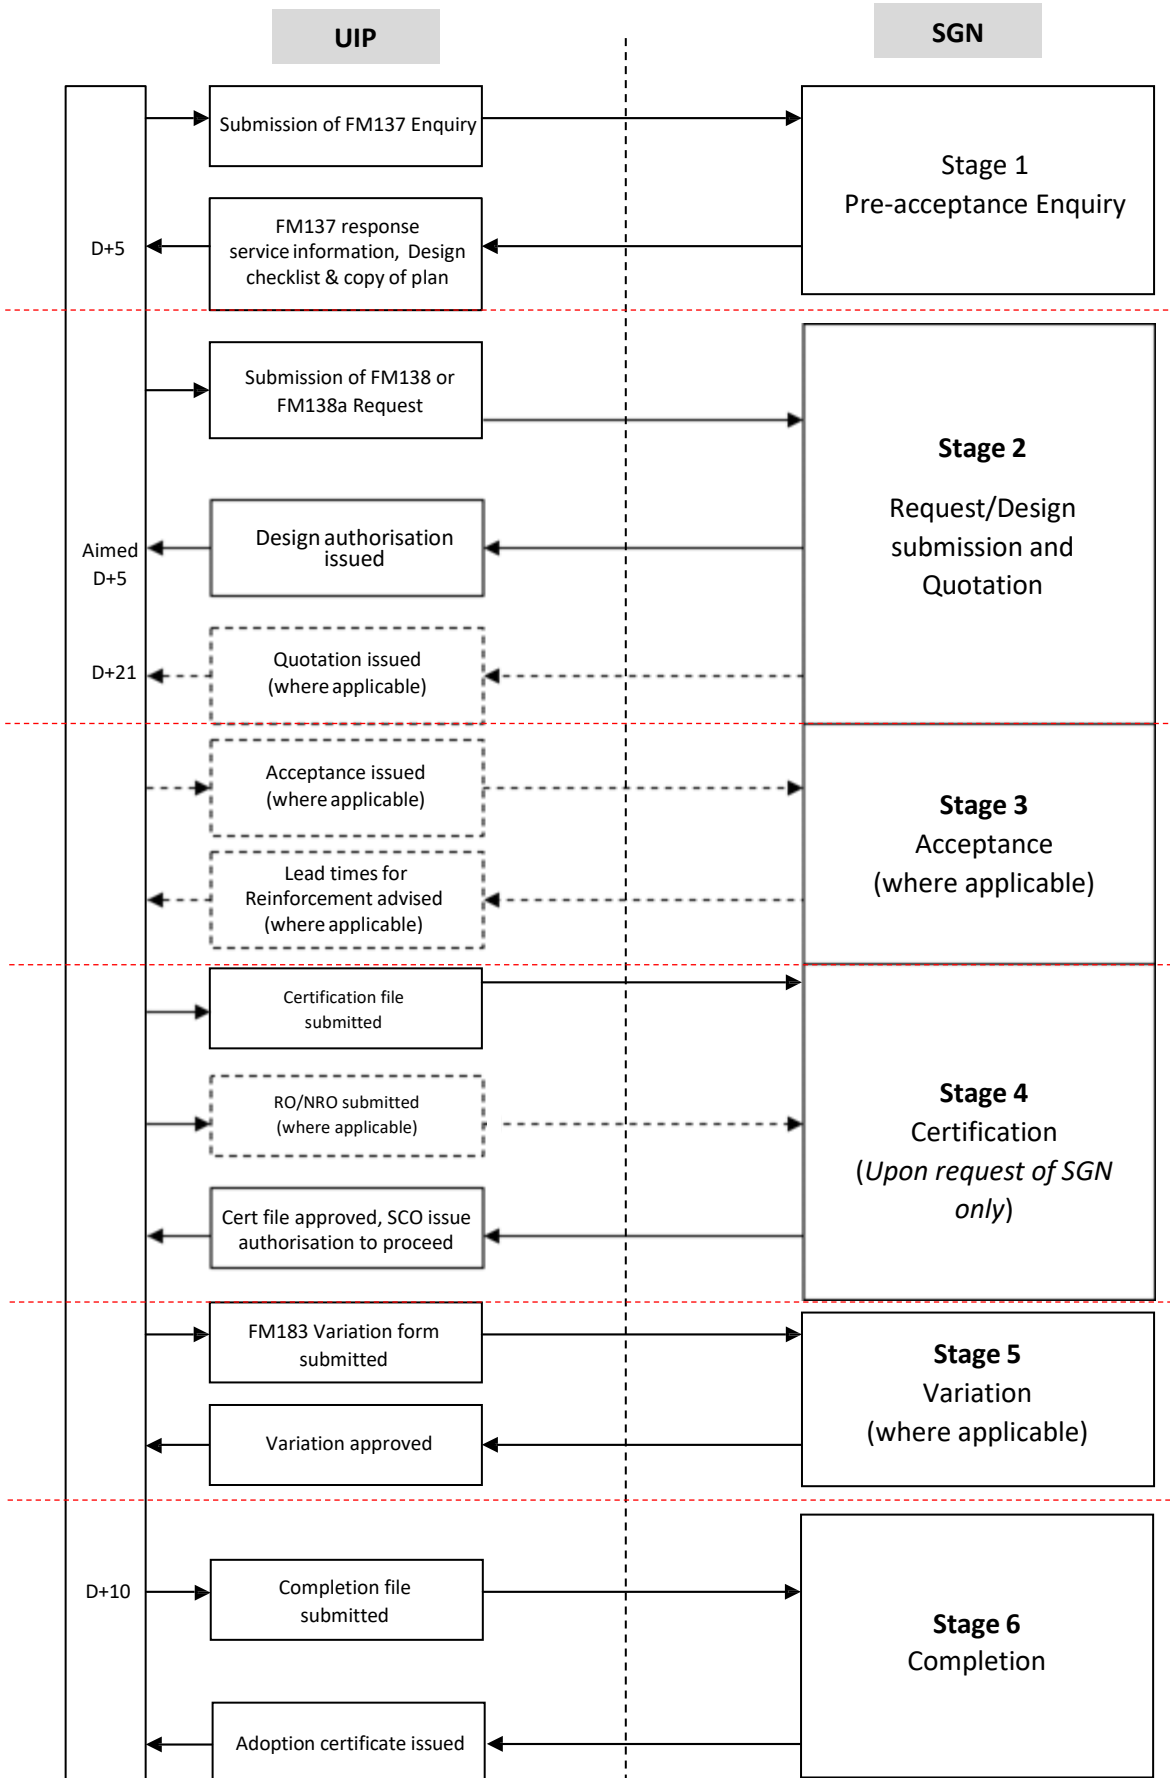 UIP
SGN
Submission of FM137 Enquiry
Stage 1
Pre-acceptance Enquiry
D+5
FM137 response
service information, Design
checklist & copy of plan
Submission of FM138 or
FM138a Request
Stage 2
Request/Design
submission and
Quotation
Aimed
D+5
Design authorisation
issued
D+21
Quotation issued
(where applicable)
Acceptance issued
(where applicable)
Stage 3
Acceptance
(where applicable)
Lead times for
Reinforcement advised
(where applicable)
Certification file
submitted
RO/NRO submitted
(where applicable)
Stage 4
Certification
(Upon request of SGN
only)
Cert file approved, SCO issue
authorisation to proceed
FM183 Variation form
submitted
Stage 5
Variation
(where applicable)
Variation approved
D+10
Completion file
submitted
Stage 6
Completion
Adoption certificate issued